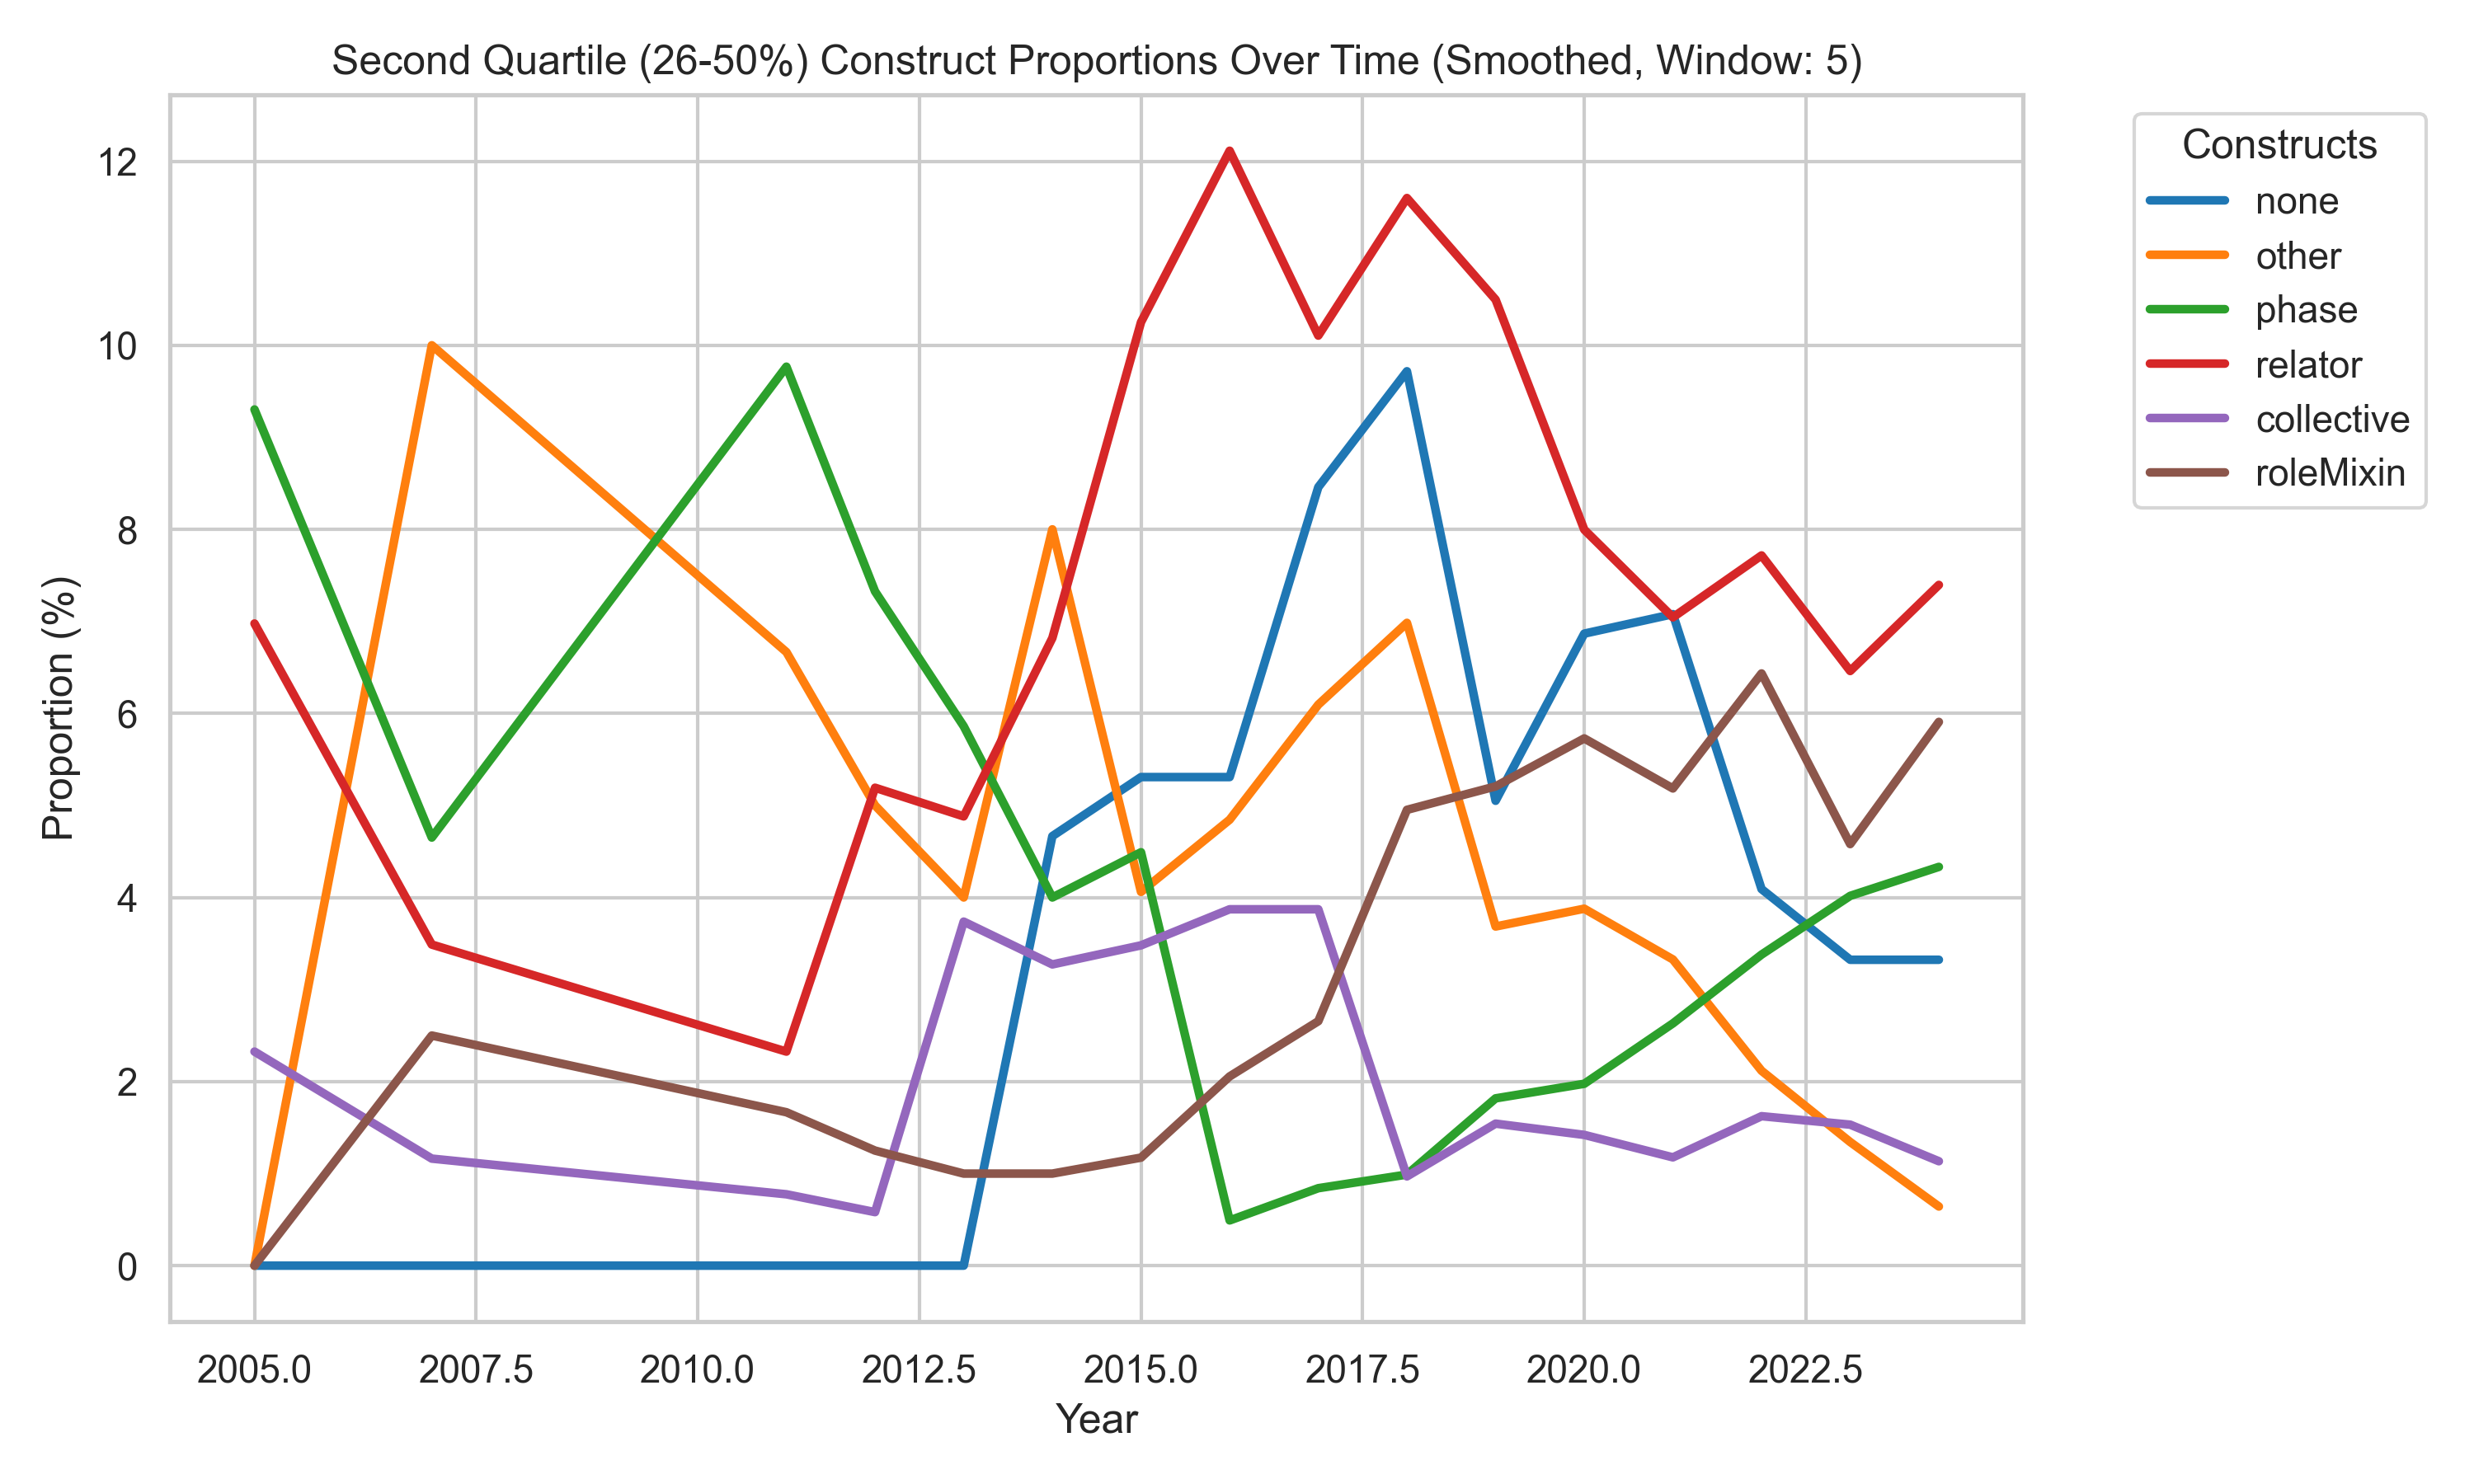 Second Quartile (26-50%) Construct Proportions Over Time (Smoothed, Window: 5)
Constructs
none
other
phase
relator
collective
roleMixin
Proportion (%)
12
10
8
6
4
2
0
2005.0 2007.5 2010.0 2012.5 2015.0 2017.5 2020.0 2022.5
Year